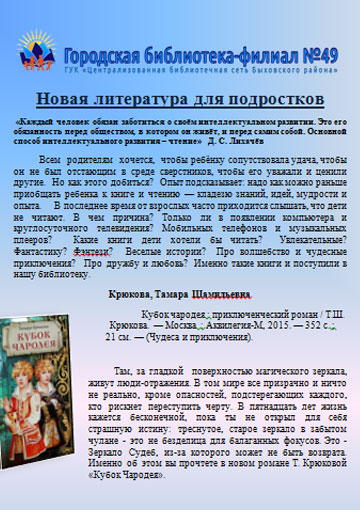 Городская библиотека-филиал №49
ГУК «Централизованная библиотечная сеть Быховского района»
Новая литература для подростков
«Каждый человек обязан заботиться о своём интеллектуальном развитии. Это его
обязанность перед обществом, в котором он живёт, и перед самим собой. Основной
способ интеллектуального развития – чтение» Д. С. Лихачёв
Всем родителям хочется, чтобы ребёнку сопутствовала удача, чтобы
он не был отстающим в среде сверстников, чтобы его уважали и ценили
другие. Но как этого добиться? Опыт подсказывает: надо как можно раньше
приобщать ребенка к книге и чтению — кладезю знаний, идей, мудрости и
опыта. В последнее время от взрослых часто приходится слышать, что дети
не читают. В чем причина? Только ли в появлении компьютера и
круглосуточного телевидения? Мобильных телефонов и музыкальных
плееров? Какие книги дети хотели бы читать? Увлекательные?
Фантастику? Фантези? Веселые истории? Про волшебство и чудесные
приключения? Про дружбу и любовь? Именно такие книги и поступили в
нашу библиотеку.
Крюкова, Тамара Шамильевна.
Кубок чародея : приключенческий роман / Т.Ш.
Крюкова. — Москва : Аквилегия-М, 2015. — 352 с. ;
21 см. — (Чудеса и приключения).
КУБОК
ЧАРОДЕЯ
Там, за гладкой поверхностью магического зеркала,
живут люди-отражения. В том мире все призрачно и ничто
не реально, кроме опасностей, подстерегающих каждого,
кто рискнет переступить черту. В пятнадцать лет жизнь
кажется бесконечной, пока ты не открыл для себя
страшную истину: треснутое, старое зеркало в забытом
чулане - это не безделица для балаганных фокусов. Это -
Зеркало Судеб, из-за которого может не быть возврата.
Именно об этом вы прочтете в новом романе Т. Крюковой
«Кубок Чародея».